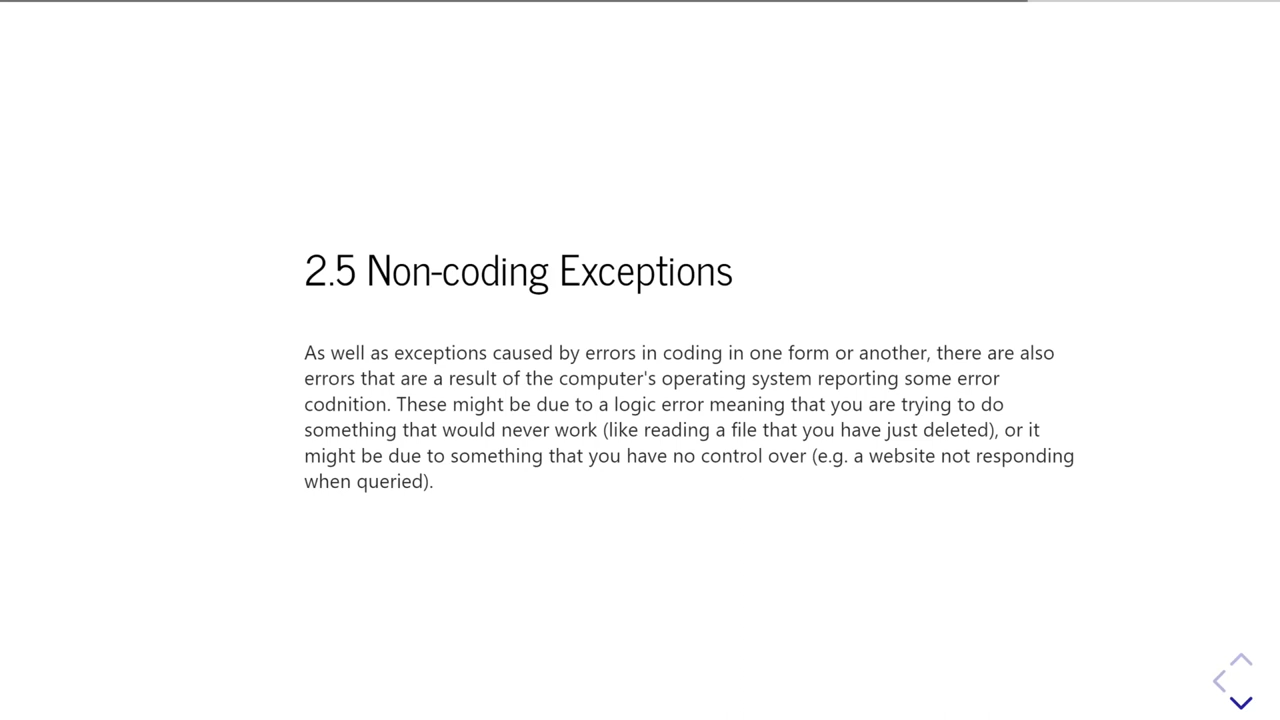 2.5 Non-coding Exceptions
As well as exceptions caused by errors in coding in one form or another, there are also
errors that are a result of the computer's operating system reporting some error
codnition. These might be due to a logic error meaning that you are trying to do
something that would never work (like reading a file that you have just deleted), or it
might be due to something that you have no control over (e.g. a website not responding
when queried).